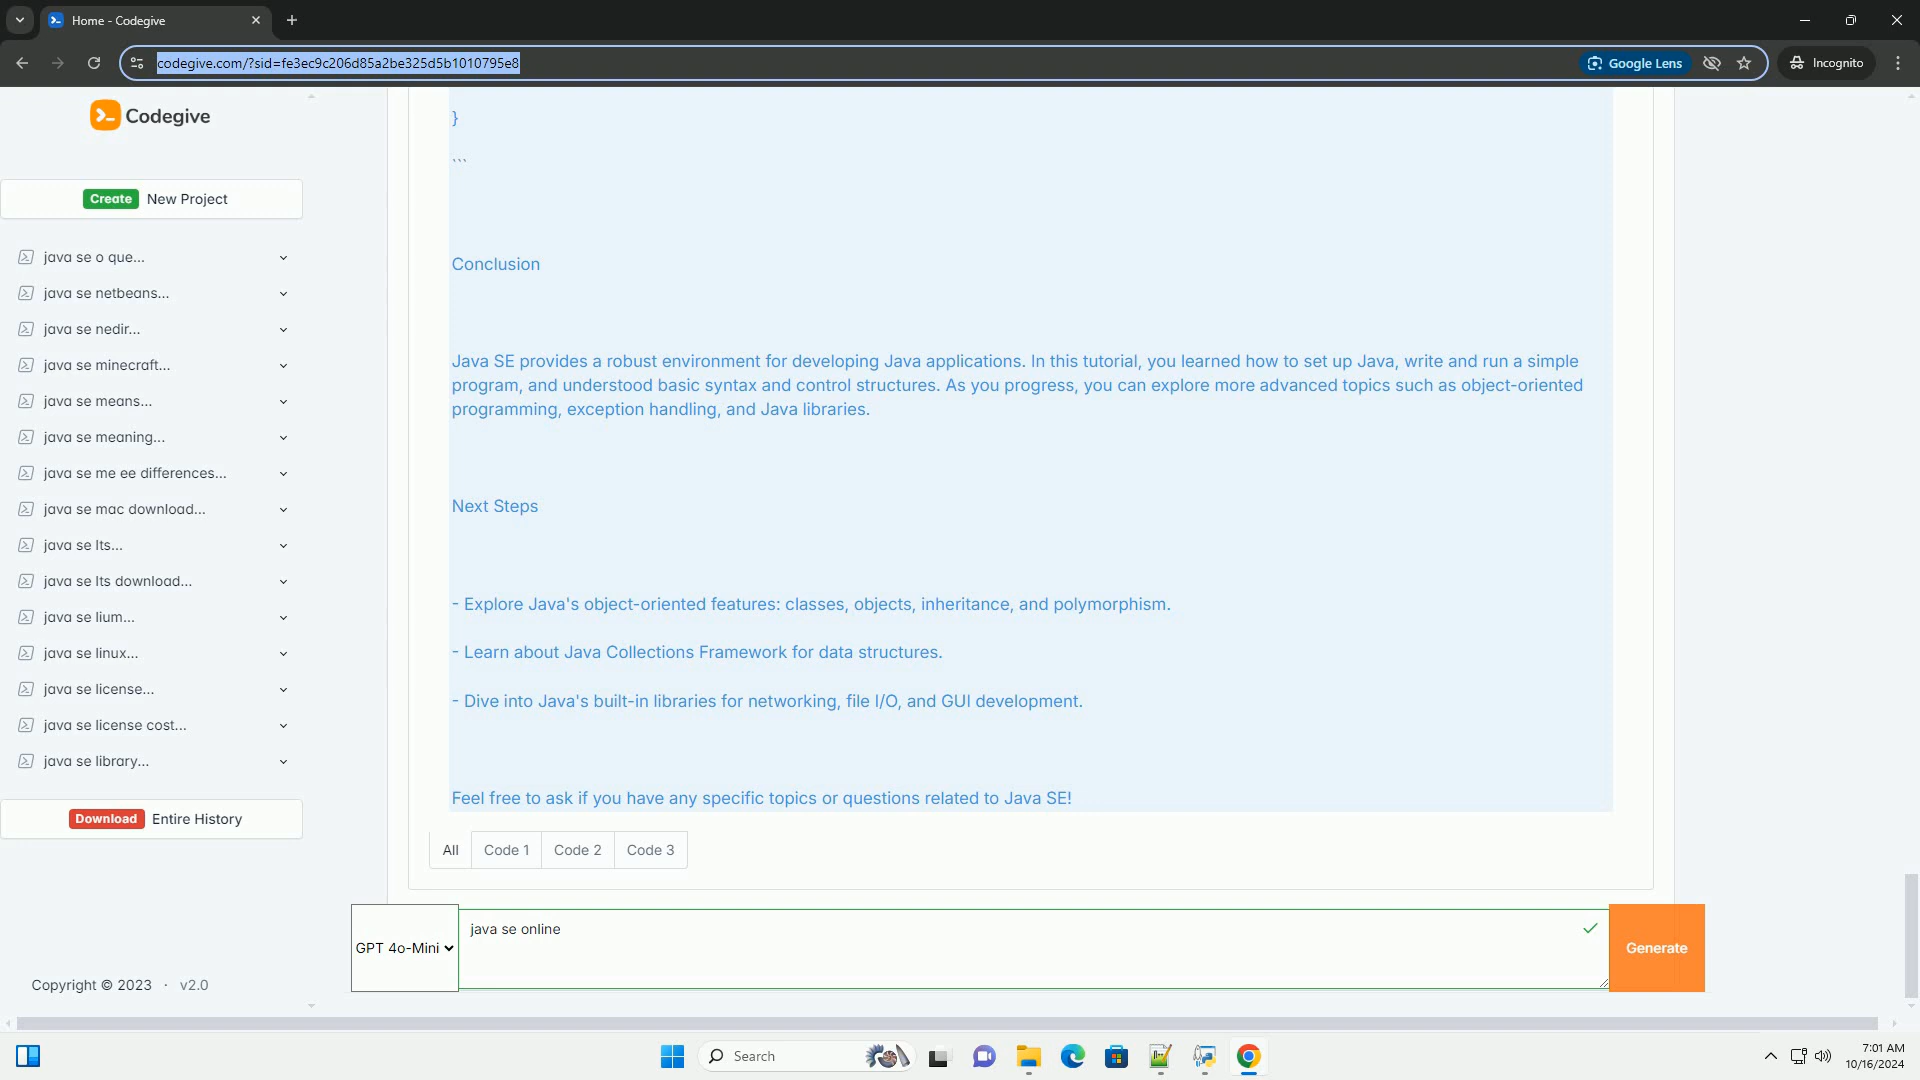 Home - Codegive
codegive.com/?sid=fe3ec9c206d85a2be325d5b1010795e8
Google Lens
Incognito
Codegive
Create New Project
java se o que...
java se netbeans...
java se nedir...
java se minecraft...
java se means...
java se meaning...
java se me ee differences...
java se mac download...
java se lts...
java se lts download...
java se lium...
java se linux...
java se license...
java se license cost...
java se library...
Download Entire History
Copyright © 2023 · v2.0
}
```
Conclusion
Java SE provides a robust environment for developing Java applications. In this tutorial, you learned how to set up Java, write and run a simple
program, and understood basic syntax and control structures. As you progress, you can explore more advanced topics such as object-oriented
programming, exception handling, and Java libraries.
Next Steps
- Explore Java's object-oriented features: classes, objects, inheritance, and polymorphism.
- Learn about Java Collections Framework for data structures.
- Dive into Java's built-in libraries for networking, file I/O, and GUI development.
Feel free to ask if you have any specific topics or questions related to Java SE!
All Code 1 Code 2 Code 3
GPT 4o-Mini
java se online
Generate
Search
7:01 AM
10/16/2024